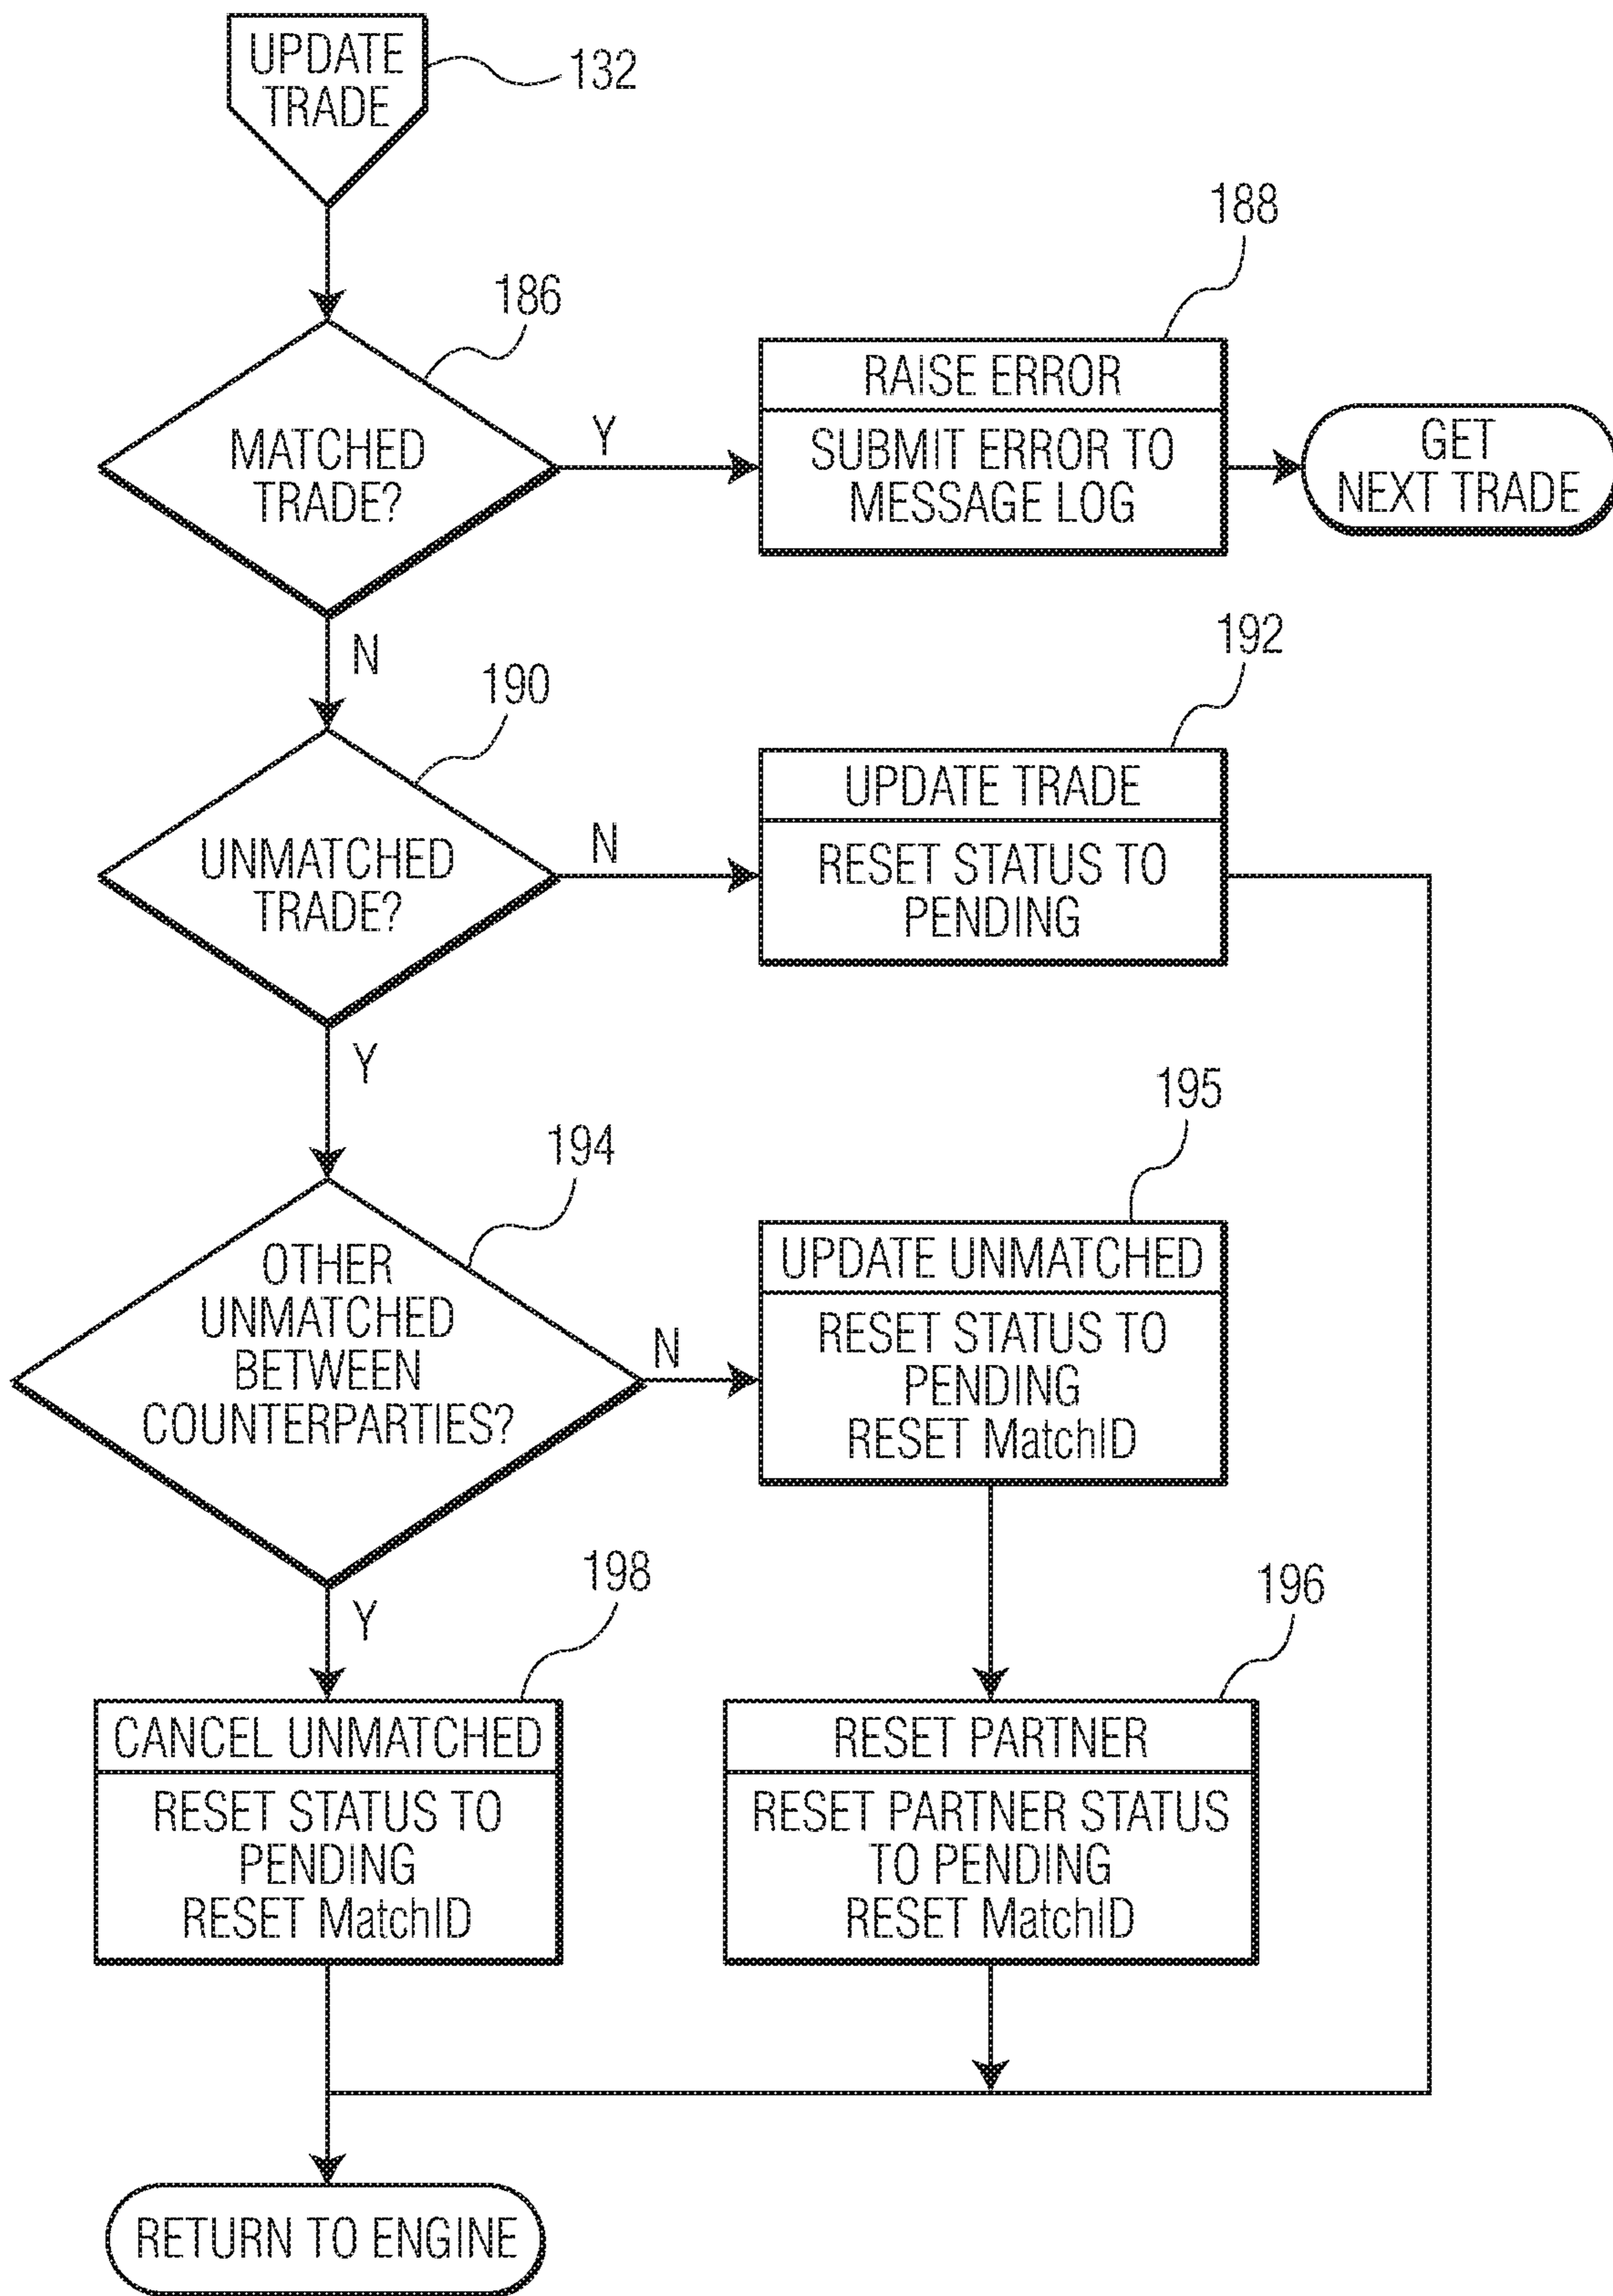 UPDATE
TRADE
132
186
188
MATCHED
TRADE?
Y
RAISE ERROR
SUBMIT ERROR TO
MESSAGE LOG
GET
NEXT TRADE
N
190
192
UNMATCHED
TRADE?
N
UPDATE TRADE
RESET STATUS TO
PENDING
Y
194
195
OTHER
UNMATCHED
BETWEEN
COUNTERPARTIES?
N
UPDATE UNMATCHED
RESET STATUS TO
PENDING
RESET MatchID
Y
198
196
CANCEL UNMATCHED
RESET STATUS TO
PENDING
RESET MatchID
RESET PARTNER
RESET PARTNER STATUS
TO PENDING
RESET MatchID
RETURN TO ENGINE